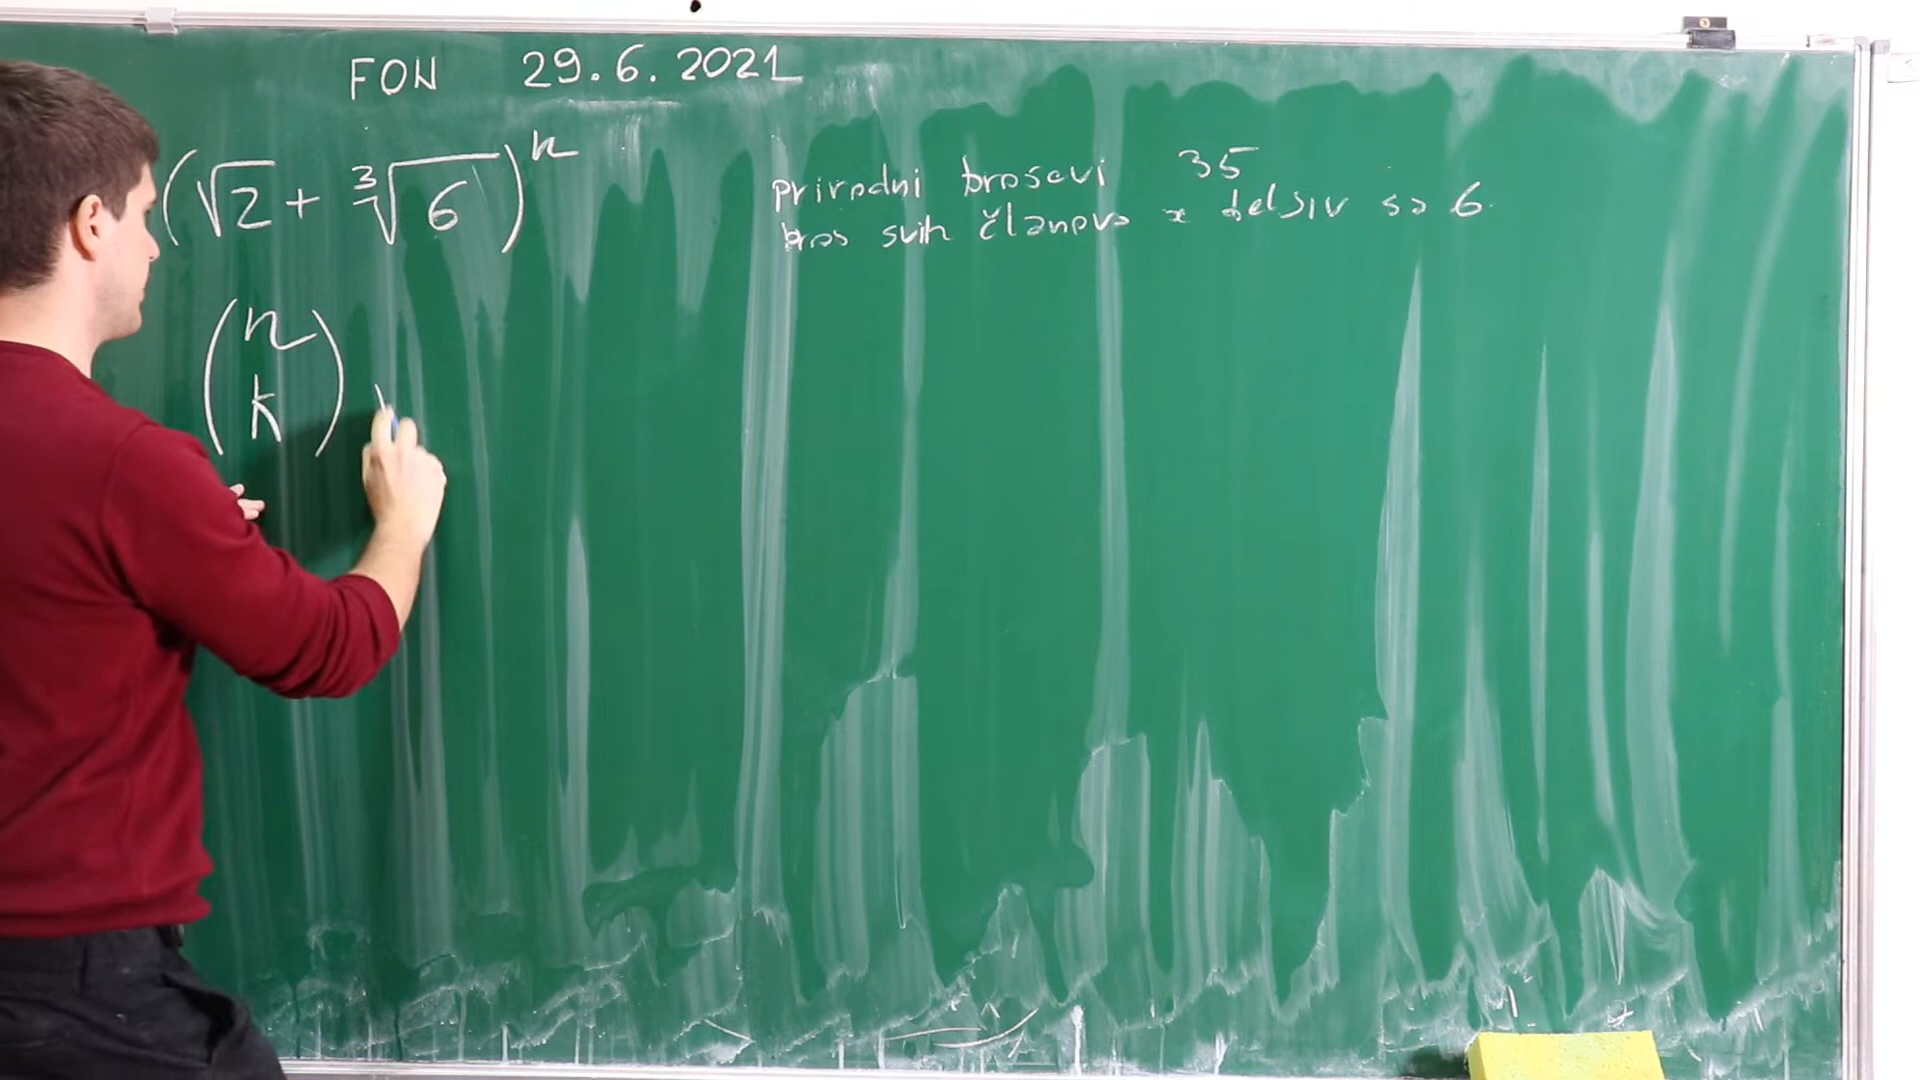 FON 29.6.2021
(√2 + ∛6)ⁿ
prirodni brojevi 35
broj svih članova deljiv sa 6.
(n
k)